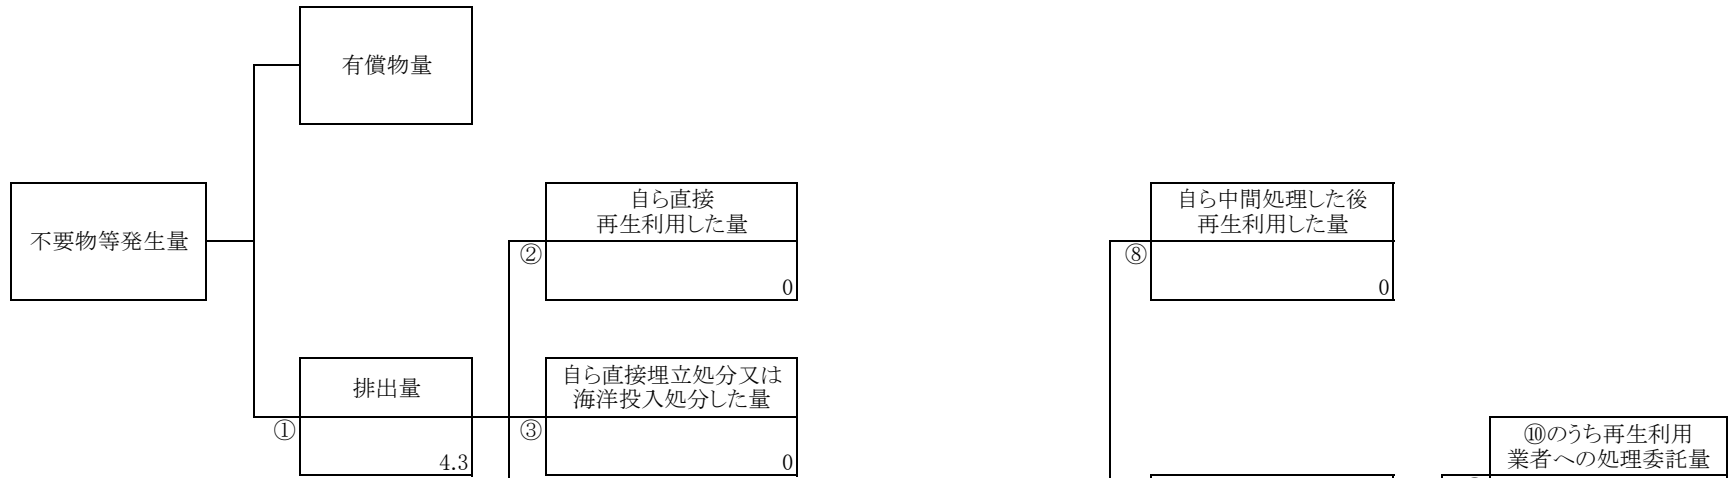 有償物量
不要物等発生量
自ら直接
再生利用した量
②
0
自ら中間処理した後
再生利用した量
⑧
0
排出量
①
4.3
自ら直接埋立処分又は
海洋投入処分した量
③
0
⑩のうち再生利用
業者への処理委託量